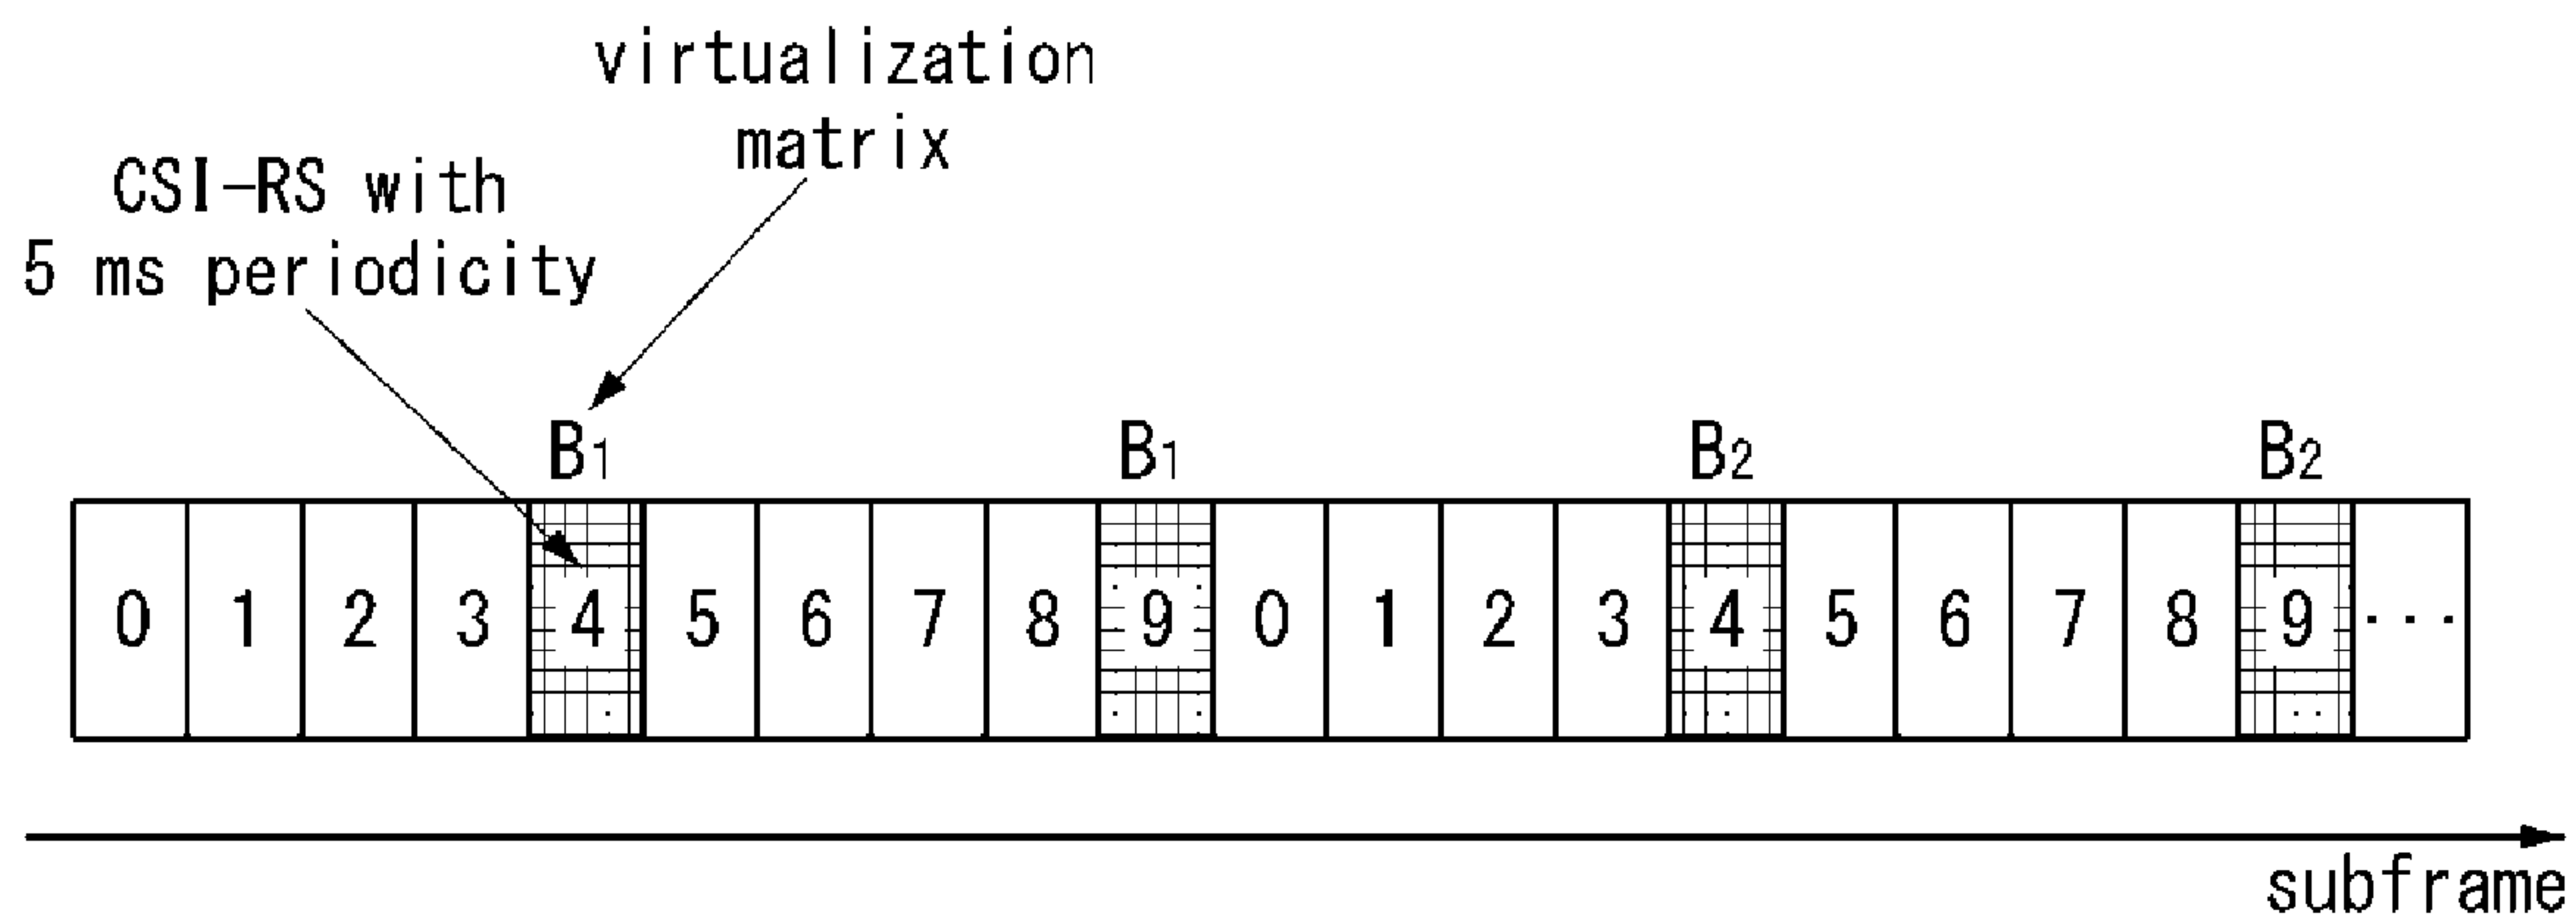 virtualization
matrix
CSI-RS with
5 ms periodicity
B1 B1 B2 B2
0 1 2 3 4 5 6 7 8 9 0 1 2 3 4 5 6 7 8 9 ...
subframe